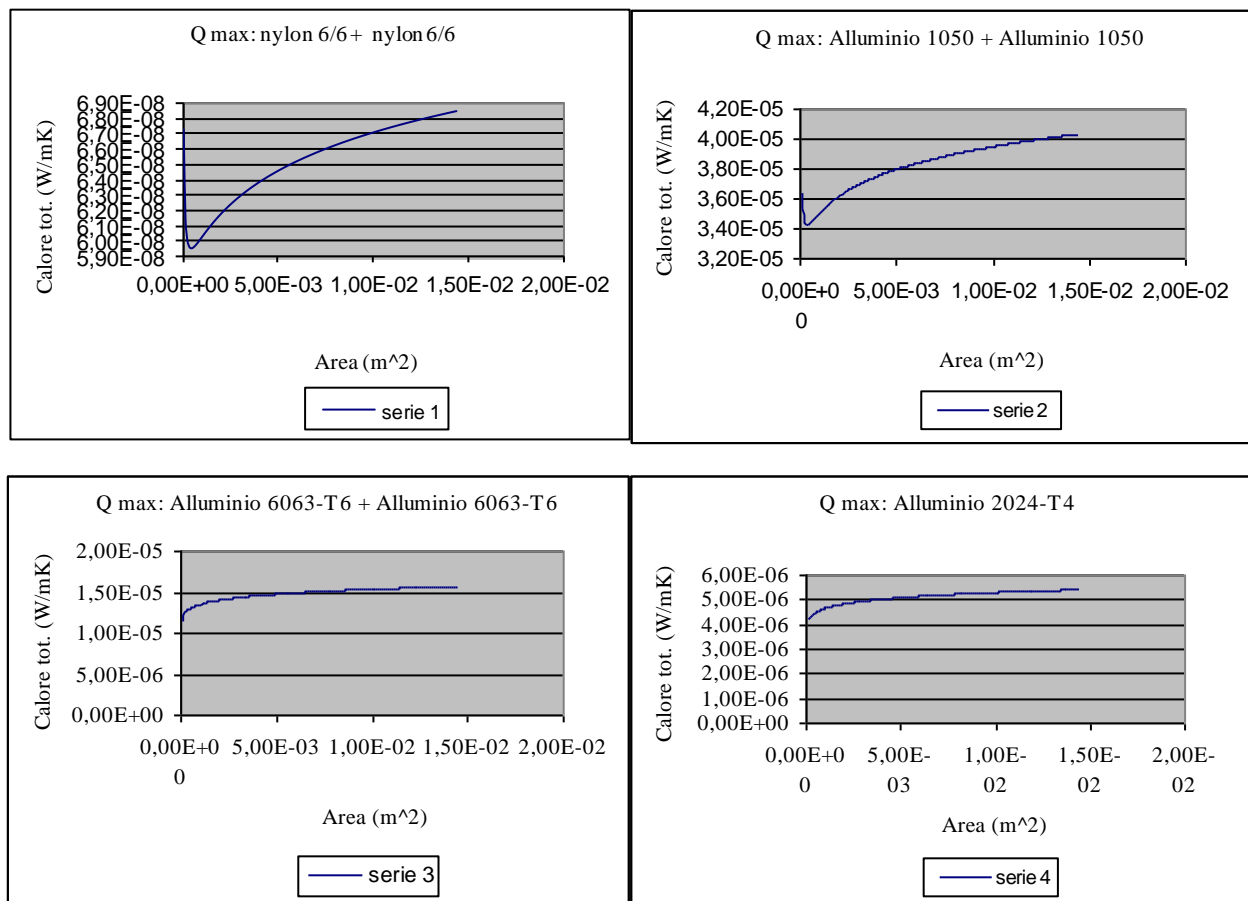 Q max: nylon 6/6 + nylon 6/6
Calore tot. (W/mK)
6,90E-08
6,80E-08
6,70E-08
6,60E-08
6,50E-08
6,40E-08
6,30E-08
6,20E-08
6,10E-08
6,00E-08
5,90E-08
0,00E+00 5,00E-03 1,00E-02 1,50E-02 2,00E-02
Area (m^2)
serie 1
Q max: Alluminio 1050 + Alluminio 1050
Calore tot. (W/mK)
4,20E-05
4,00E-05
3,80E-05
3,60E-05
3,40E-05
3,20E-05
0,00E+0 5,00E-03 1,00E-02 1,50E-02 2,00E-02
0
Area (m^2)
serie 2
Q max: Alluminio 6063-T6 + Alluminio 6063-T6
Calore tot. (W/mK)
2,00E-05
1,50E-05
1,00E-05
5,00E-06
0,00E+00
0,00E+0 5,00E-03 1,00E-02 1,50E-02 2,00E-02
0
Area (m^2)
serie 3
Q max: Alluminio 2024-T4
Calore tot. (W/mK)
6,00E-06
5,00E-06
4,00E-06
3,00E-06
2,00E-06
1,00E-06
0,00E+00
0,00E+0 5,00E- 1,00E- 1,50E- 2,00E-
0 03 02 02 02
Area (m^2)
serie 4